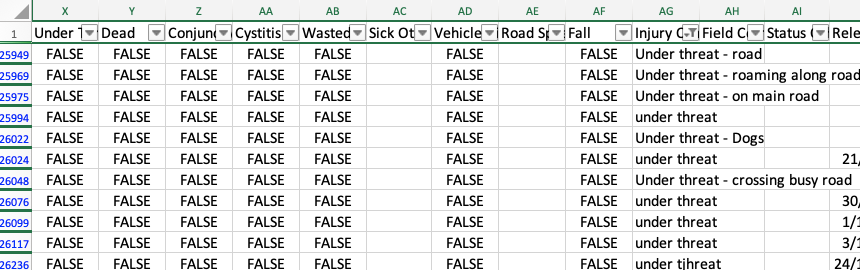 X Y Z AA AB AC AD AE AF AG AH AI
1 Under T Dead Conjunc Cystitis Wasted Sick Ot Vehicle Road Sp Fall Injury C Field C Status Rele
25949 FALSE FALSE FALSE FALSE FALSE FALSE FALSE Under threat - road
25969 FALSE FALSE FALSE FALSE FALSE FALSE FALSE Under threat - roaming along road
25975 FALSE FALSE FALSE FALSE FALSE FALSE FALSE Under threat - on main road
25994 FALSE FALSE FALSE FALSE FALSE FALSE FALSE under threat
26022 FALSE FALSE FALSE FALSE FALSE FALSE FALSE Under threat - Dogs
26024 FALSE FALSE FALSE FALSE FALSE FALSE FALSE under threat 21/
26048 FALSE FALSE FALSE FALSE FALSE FALSE FALSE Under threat - crossing busy road
26076 FALSE FALSE FALSE FALSE FALSE FALSE FALSE under threat 30/
26099 FALSE FALSE FALSE FALSE FALSE FALSE FALSE under threat 1/1
26117 FALSE FALSE FALSE FALSE FALSE FALSE FALSE under threat 3/1
26236 FALSE FALSE FALSE FALSE FALSE FALSE FALSE under tjhreat 24/1